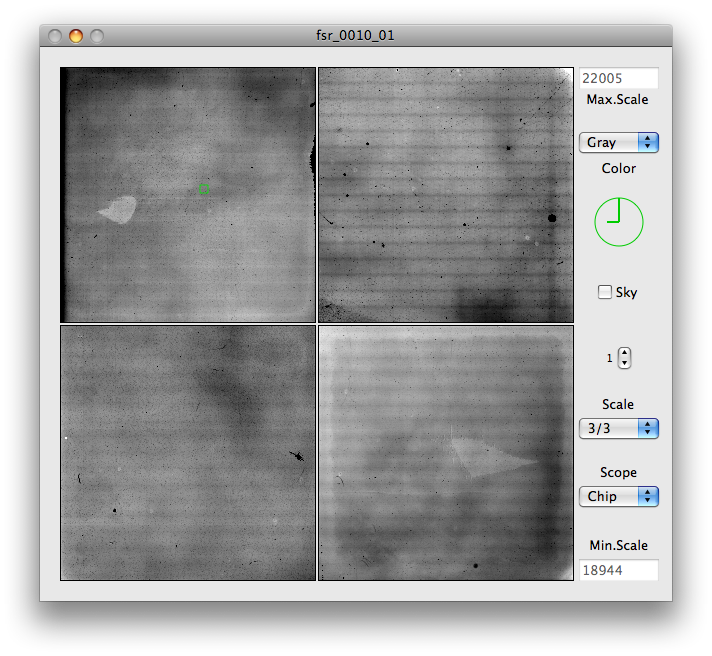 fsr_0010_01
22005
Max.Scale
Gray
Color
Sky
1
Scale
3/3
Scope
Chip
Min.Scale
18944